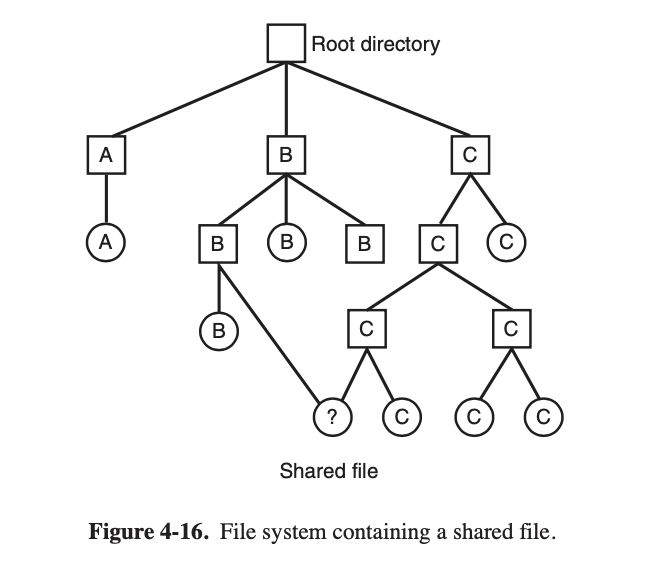 Root directory
A B C
A B B B C C
B C C
? C C C
Shared file
Figure 4-16. File system containing a shared file.